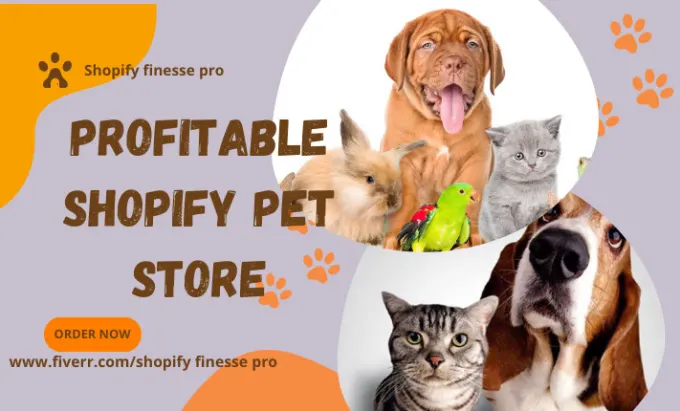 Shopify finesse pro
PROFITABLE
SHOPIFY PET
STORE
ORDER NOW
www.fiverr.com/shopify finesse pro